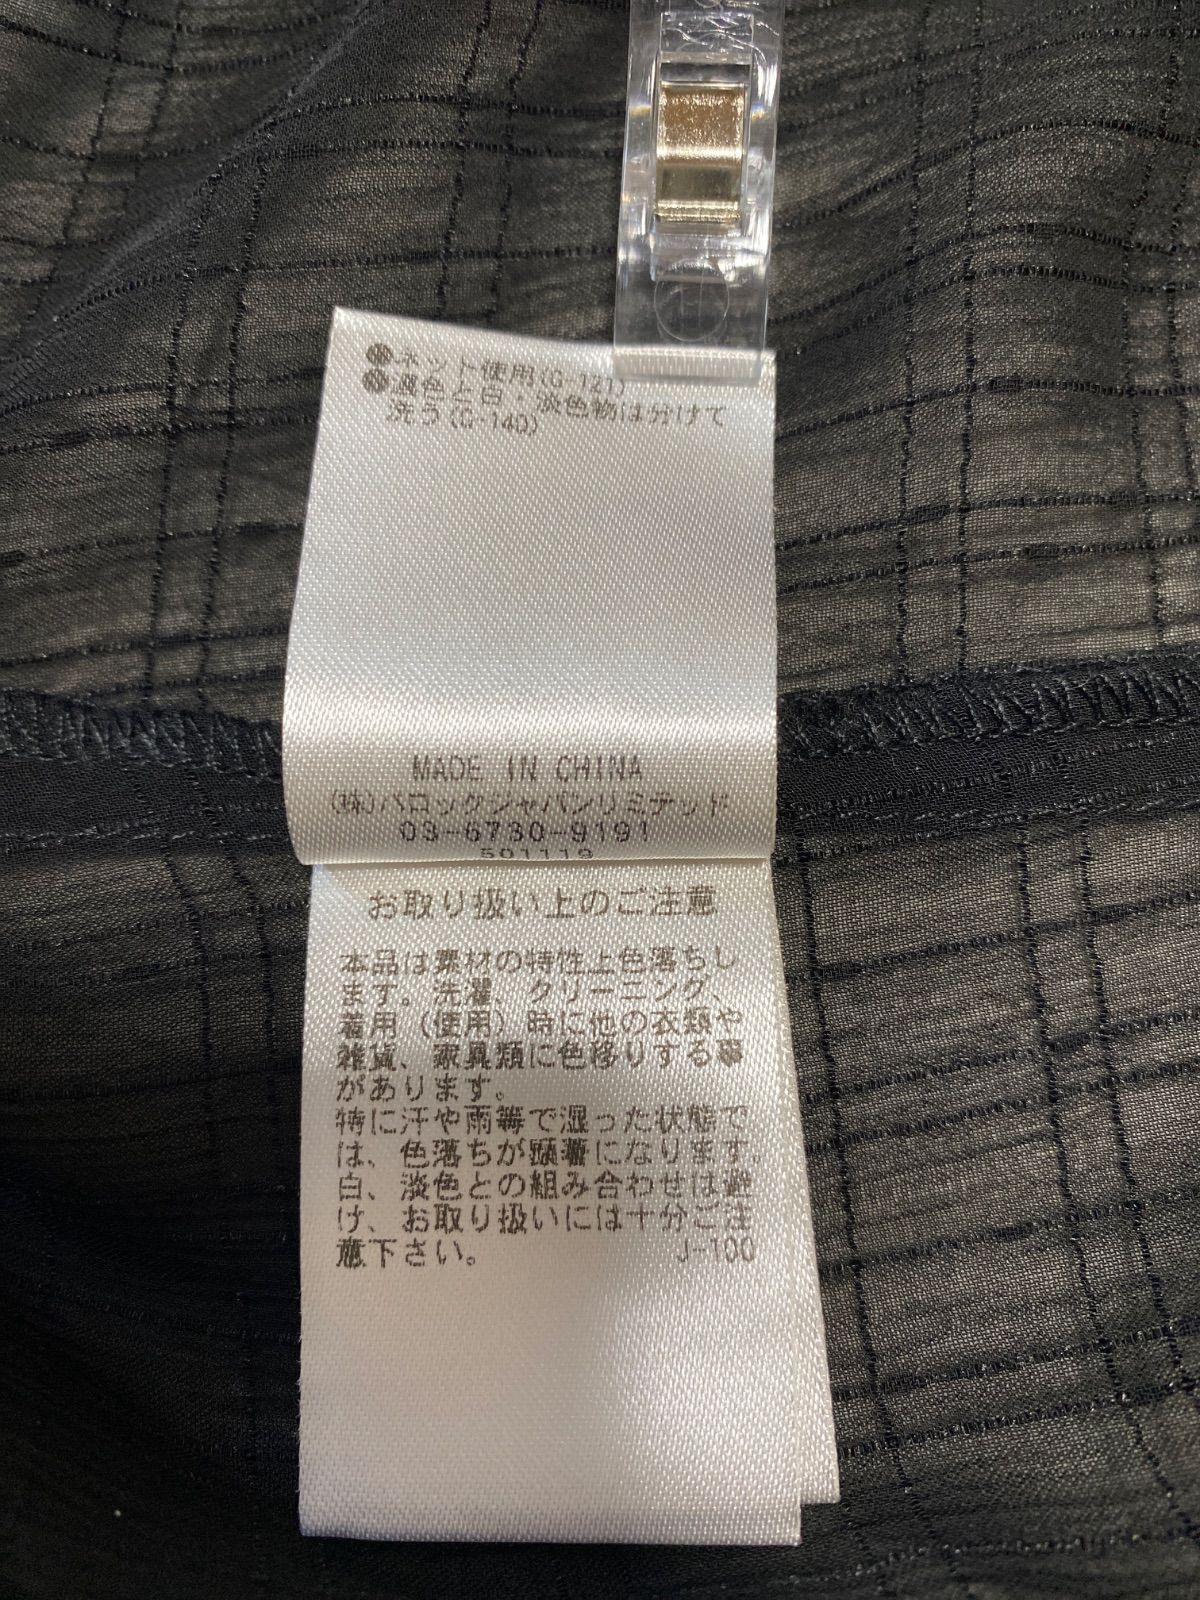 ●ネット使用(G-121)
●濃色と白・淡色物は分けて
洗う(G-140)
MADE IN CHINA
(株)バロックジャパンリミテッド
03-6730-9191
501119
お取り扱い上のご注意
本品は素材の特性上色落ちし
ます。洗濯、クリーニング、
着用(使用)時に他の衣類や
雑貨、家具類に色移りする事
があります。
特に汗や雨等で湿った状態で
は、色落ちが顕著になります。
白、淡色との組み合わせは避
け、お取り扱いには十分ご注
意下さい。 J-100